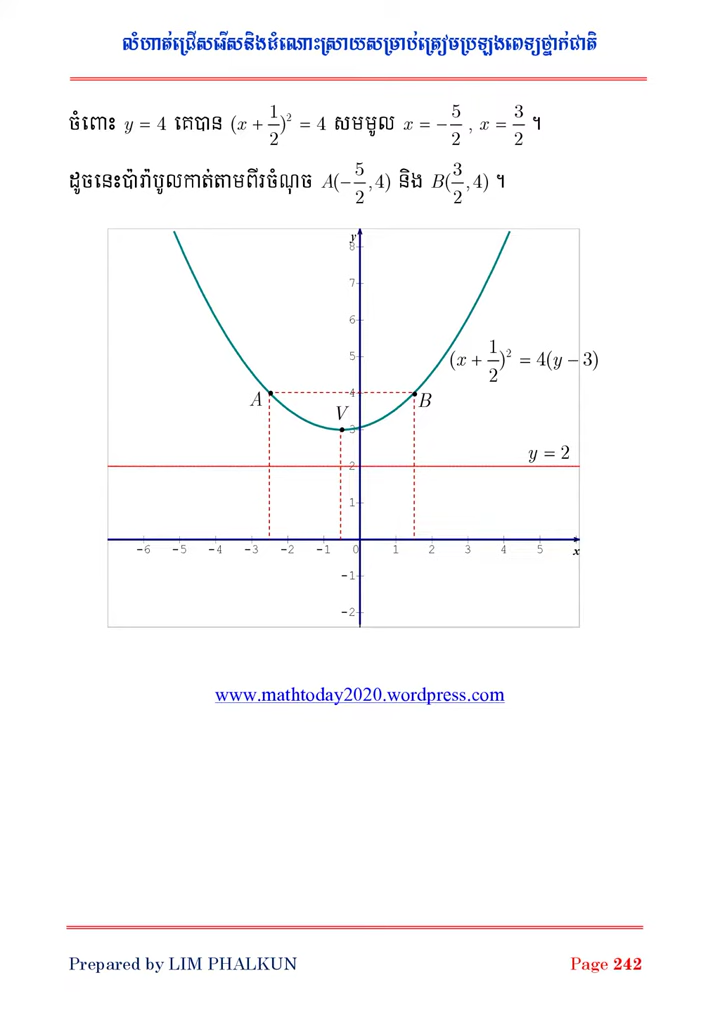 លំហាត់ជ្រើសរើសនិងដំណោះស្រាយសម្រាប់ត្រៀមប្រឡងពេទ្យថ្នាក់ជាតិ
ចំពោះ y = 4 គេបាន (x + 1/2)² = 4 សមមូល x = −5/2 , x = 3/2 ។
ដូចនេះប៉ារ៉ាបូលកាត់តាមពីរចំណុច A(−5/2, 4) និង B(3/2, 4) ។
y
8
7
6
5
(x + 1/2)² = 4(y − 3)
A
4
B
V
3
y = 2
2
1
−6 −5 −4 −3 −2 −1 0 1 2 3 4 5 x
−1
−2
www.mathtoday2020.wordpress.com
Prepared by LIM PHALKUN
Page 242